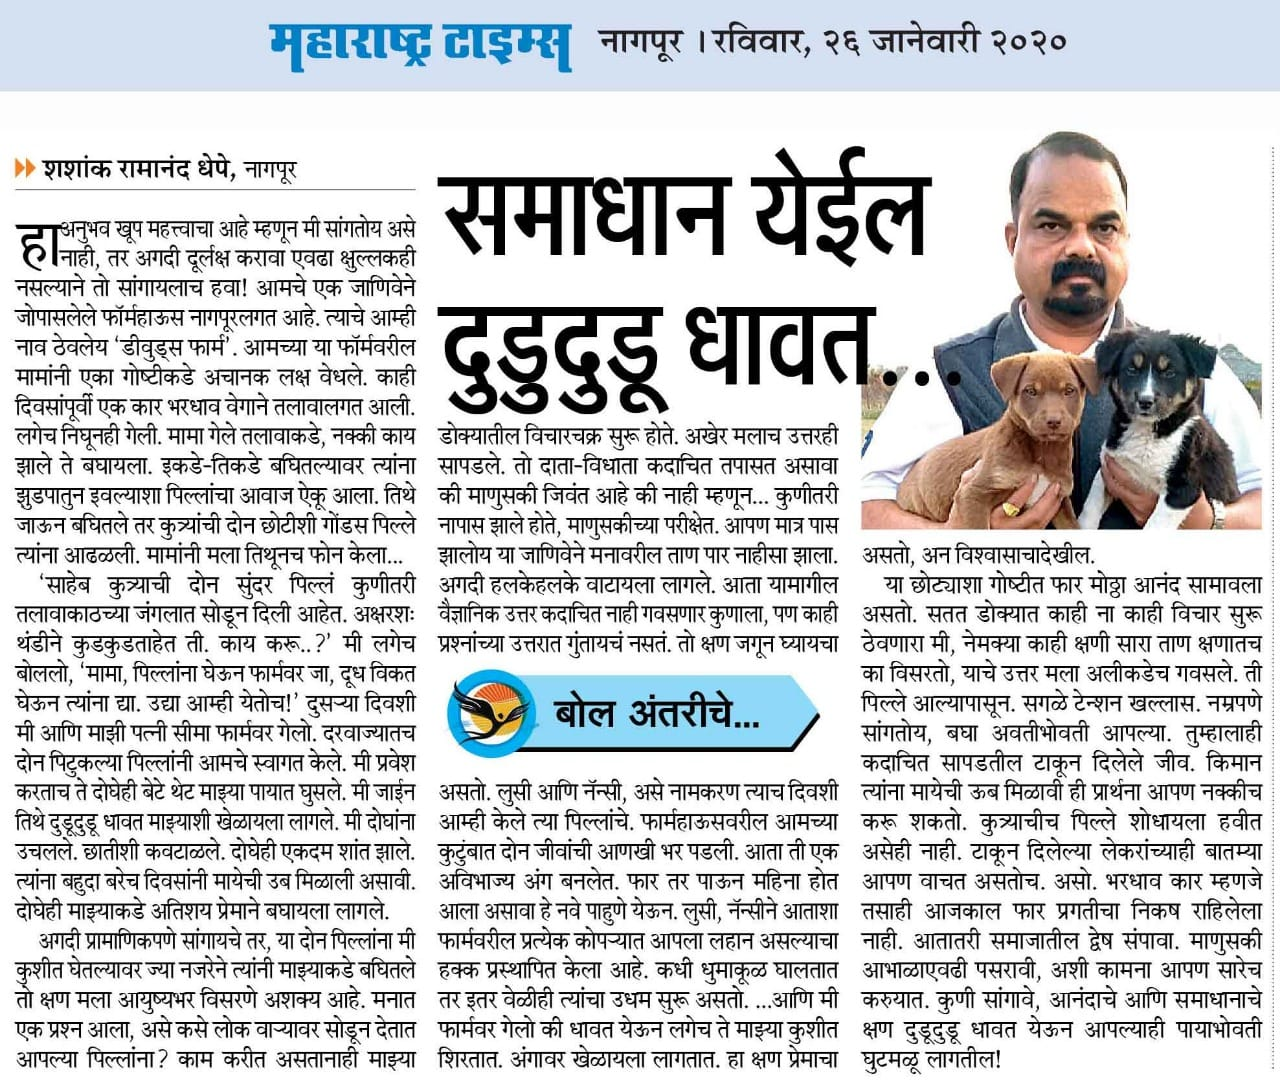 महाराष्ट्र टाइम्स नागपूर । रविवार, २६ जानेवारी २०२०
शशांक रामानंद धेपे, नागपूर
समाधान येईल
दुडुदुडू धावत...
हा अनुभव खूप महत्त्वाचा आहे म्हणून मी सांगतोय असे
नाही, तर अगदी दूर्लक्ष करावा एवढा क्षुल्लकही
नसल्याने तो सांगायलाच हवा! आमचे एक जाणिवेने
जोपासलेले फॉर्महाऊस नागपूरलगत आहे. त्याचे आम्ही
नाव ठेवलेय ‘डीवुड्स फार्म’. आमच्या या फॉर्मवरील
मामांनी एका गोष्टीकडे अचानक लक्ष वेधले. काही
दिवसांपूर्वी एक कार भरधाव वेगाने तलावालगत आली.
लगेच निघूनही गेली. मामा गेले तलावाकडे, नक्की काय
झाले ते बघायला. इकडे-तिकडे बघितल्यावर त्यांना
झुडपातुन इवल्याशा पिल्लांचा आवाज ऐकू आला. तिथे
जाऊन बघितले तर कुत्र्यांची दोन छोटीशी गोंडस पिल्ले
त्यांना आढळली. मामांनी मला तिथूनच फोन केला...
‘साहेब कुत्र्याची दोन सुंदर पिल्लं कुणीतरी
तलावाकाठच्या जंगलात सोडून दिली आहेत. अक्षरशः
थंडीने कुडकुडताहेत ती. काय करू..?’ मी लगेच
बोललो, ‘मामा, पिल्लांना घेऊन फार्मवर जा, दूध विकत
घेऊन त्यांना द्या. उद्या आम्ही येतोच!’ दुसऱ्या दिवशी
मी आणि माझी पत्नी सीमा फार्मवर गेलो. दरवाज्यातच
दोन पिटुकल्या पिल्लांनी आमचे स्वागत केले. मी प्रवेश
करताच ते दोघेही बेटे थेट माझ्या पायात घुसले. मी जाईन
तिथे दुडूदुडू धावत माझ्याशी खेळायला लागले. मी दोघांना
उचलले. छातीशी कवटाळले. दोघेही एकदम शांत झाले.
त्यांना बहुदा बरेच दिवसांनी मायेची उब मिळाली असावी.
दोघेही माझ्याकडे अतिशय प्रेमाने बघायला लागले.
अगदी प्रामाणिकपणे सांगायचे तर, या दोन पिल्लांना मी
कुशीत घेतल्यावर ज्या नजरेने त्यांनी माझ्याकडे बघितले
तो क्षण मला आयुष्यभर विसरणे अशक्य आहे. मनात
एक प्रश्न आला, असे कसे लोक वाऱ्यावर सोडून देतात
आपल्या पिल्लांना? काम करीत असतानाही माझ्या
डोक्यातील विचारचक्र सुरू होते. अखेर मलाच उत्तरही
सापडले. तो दाता-विधाता कदाचित तपासत असावा
की माणुसकी जिवंत आहे की नाही म्हणून... कुणीतरी
नापास झाले होते, माणुसकीच्या परीक्षेत. आपण मात्र पास
झालोय या जाणिवेने मनावरील ताण पार नाहीसा झाला.
अगदी हलकेहलके वाटायला लागले. आता यामागील
वैज्ञानिक उत्तर कदाचित नाही गवसणार कुणाला, पण काही
प्रश्नांच्या उत्तरात गुंतायचं नसतं. तो क्षण जगून घ्यायचा
बोल अंतरीचे...
असतो. लुसी आणि नॅन्सी, असे नामकरण त्याच दिवशी
आम्ही केले त्या पिल्लांचे. फार्महाऊसवरील आमच्या
कुटुंबात दोन जीवांची आणखी भर पडली. आता ती एक
अविभाज्य अंग बनलेत. फार तर पाऊन महिना होत
आला असावा हे नवे पाहुणे येऊन. लुसी, नॅन्सीने आताशा
फार्मवरील प्रत्येक कोपऱ्यात आपला लहान असल्याचा
हक्क प्रस्थापित केला आहे. कधी धुमाकूळ घालतात
तर इतर वेळीही त्यांचा उधम सुरू असतो. ...आणि मी
फार्मवर गेलो की धावत येऊन लगेच ते माझ्या कुशीत
शिरतात. अंगावर खेळायला लागतात. हा क्षण प्रेमाचा
असतो, अन विश्वासाचादेखील.
या छोट्याशा गोष्टीत फार मोठ्ठा आनंद सामावला
असतो. सतत डोक्यात काही ना काही विचार सुरू
ठेवणारा मी, नेमक्या काही क्षणी सारा ताण क्षणातच
का विसरतो, याचे उत्तर मला अलीकडेच गवसले. ती
पिल्ले आल्यापासून. सगळे टेन्शन खल्लास. नम्रपणे
सांगतोय, बघा अवतीभोवती आपल्या. तुम्हालाही
कदाचित सापडतील टाकून दिलेले जीव. किमान
त्यांना मायेची ऊब मिळावी ही प्रार्थना आपण नक्कीच
करू शकतो. कुत्र्याचीच पिल्ले शोधायला हवीत
असेही नाही. टाकून दिलेल्या लेकरांच्याही बातम्या
आपण वाचत असतोच. असो. भरधाव कार म्हणजे
तसाही आजकाल फार प्रगतीचा निकष राहिलेला
नाही. आतातरी समाजातील द्वेष संपावा. माणुसकी
आभाळाएवढी पसरावी, अशी कामना आपण सारेच
करुयात. कुणी सांगावे, आनंदाचे आणि समाधानाचे
क्षण दुडूदुडू धावत येऊन आपल्याही पायाभोवती
घुटमळू लागतील!